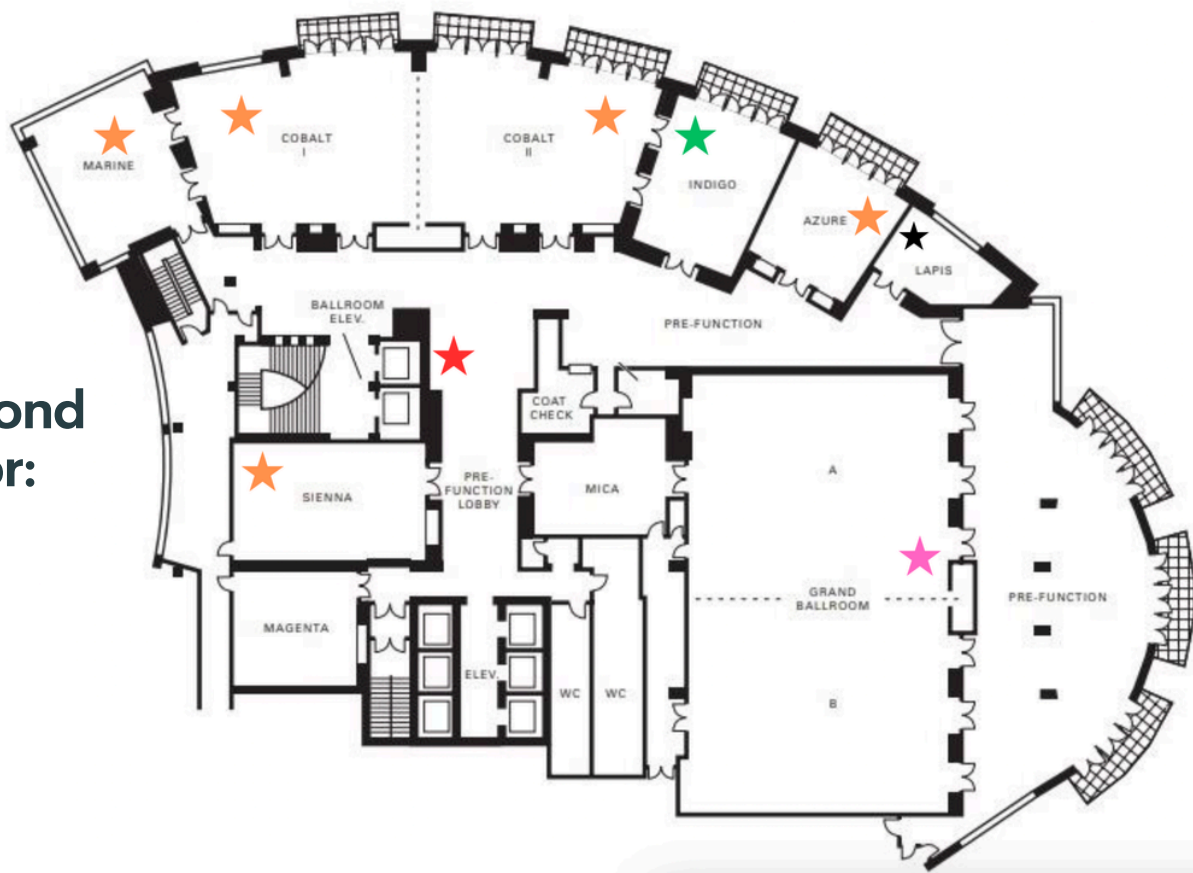 COBALT
I
COBALT
II
MARINE
INDIGO
AZURE
LAPIS
BALLROOM
ELEV.
PRE-FUNCTION
COAT
CHECK
ond
or:
SIENNA
PRE-
FUNCTION
LOBBY
MICA
A
GRAND
BALLROOM
PRE-FUNCTION
MAGENTA
ELEV.
WC
WC
B